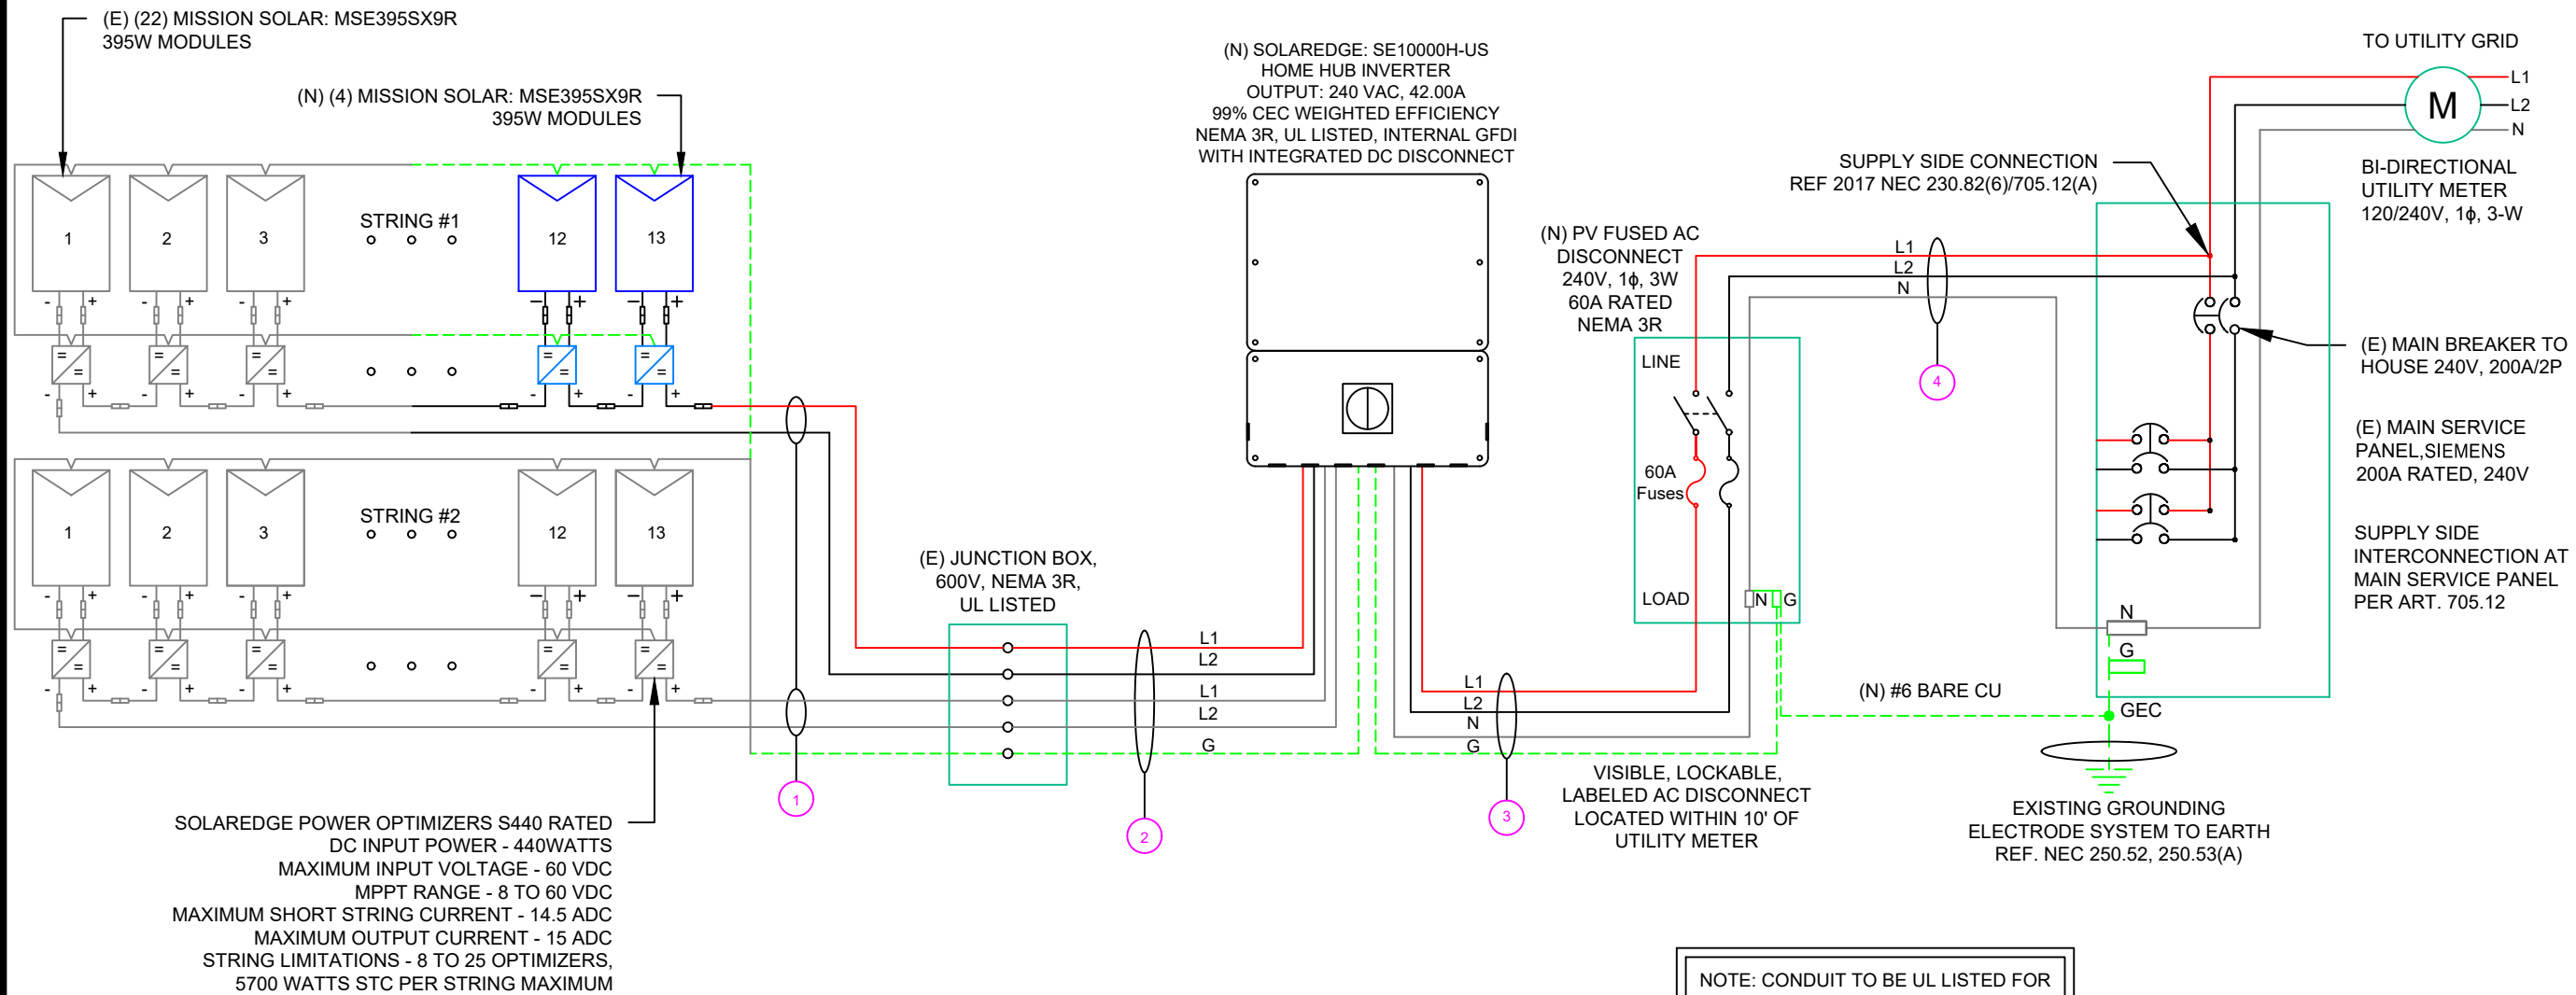 (E) (22) MISSION SOLAR: MSE395SX9R
395W MODULES
(N) (4) MISSION SOLAR: MSE395SX9R
395W MODULES
1
2
3
STRING #1
12
13
- + - + - + - + - +
= = = = = = = = = =
- + - + - + - + - +
1
2
3
STRING #2
12
13
- + - + - + - + - +
= = = = = = = = = =
- + - + - + - + - +
SOLAREDGE POWER OPTIMIZERS S440 RATED
DC INPUT POWER - 440WATTS
MAXIMUM INPUT VOLTAGE - 60 VDC
MPPT RANGE - 8 TO 60 VDC
MAXIMUM SHORT STRING CURRENT - 14.5 ADC
MAXIMUM OUTPUT CURRENT - 15 ADC
STRING LIMITATIONS - 8 TO 25 OPTIMIZERS,
5700 WATTS STC PER STRING MAXIMUM
1
(E) JUNCTION BOX,
600V, NEMA 3R,
UL LISTED
L1
L2
L1
L2
G
2
(N) SOLAREDGE: SE10000H-US
HOME HUB INVERTER
OUTPUT: 240 VAC, 42.00A
99% CEC WEIGHTED EFFICIENCY
NEMA 3R, UL LISTED, INTERNAL GFDI
WITH INTEGRATED DC DISCONNECT
L1
L2
N
G
3
(N) PV FUSED AC
DISCONNECT
240V, 1ϕ, 3W
60A RATED
NEMA 3R
LINE
60A
Fuses
LOAD
N
G
VISIBLE, LOCKABLE,
LABELED AC DISCONNECT
LOCATED WITHIN 10' OF
UTILITY METER
L1
L2
N
4
SUPPLY SIDE CONNECTION
REF 2017 NEC 230.82(6)/705.12(A)
(N) #6 BARE CU
N
G
GEC
EXISTING GROUNDING
ELECTRODE SYSTEM TO EARTH
REF. NEC 250.52, 250.53(A)
TO UTILITY GRID
L1
L2
N
M
BI-DIRECTIONAL
UTILITY METER
120/240V, 1ϕ, 3-W
(E) MAIN BREAKER TO
HOUSE 240V, 200A/2P
(E) MAIN SERVICE
PANEL,SIEMENS
200A RATED, 240V
SUPPLY SIDE
INTERCONNECTION AT
MAIN SERVICE PANEL
PER ART. 705.12
NOTE: CONDUIT TO BE UL LISTED FOR